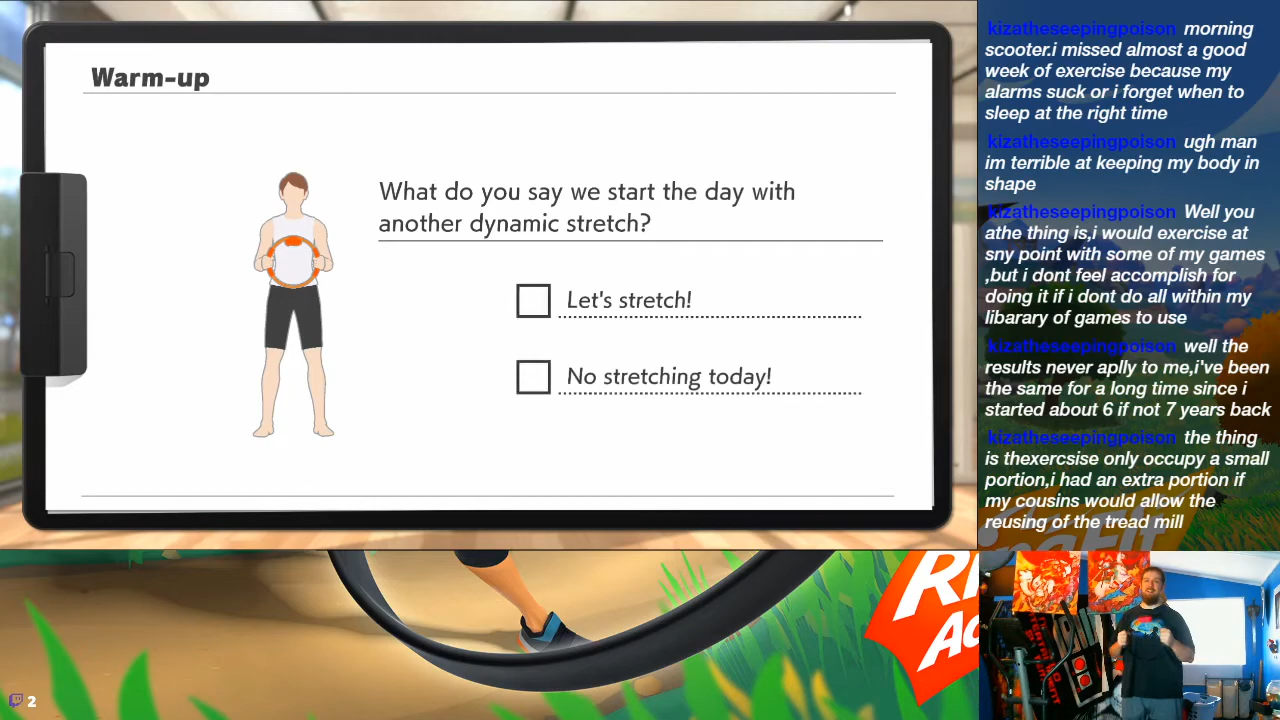 Warm-up
What do you say we start the day with
another dynamic stretch?
Let's stretch!
No stretching today!
kizatheseepingpoison morning
scooter.i missed almost a good
week of exercise because my
alarms suck or i forget when to
sleep at the right time
kizatheseepingpoison ugh man
im terrible at keeping my body in
shape
kizatheseepingpoison Well you
athe thing is,i would exercise at
sny point with some of my games
,but i dont feel accomplish for
doing it if i dont do all within my
libarary of games to use
kizatheseepingpoison well the
results never aplly to me,i've been
the same for a long time since i
started about 6 if not 7 years back
kizatheseepingpoison the thing
is thexercsise only occupy a small
portion,i had an extra portion if
my cousins would allow the
reusing of the tread mill
2